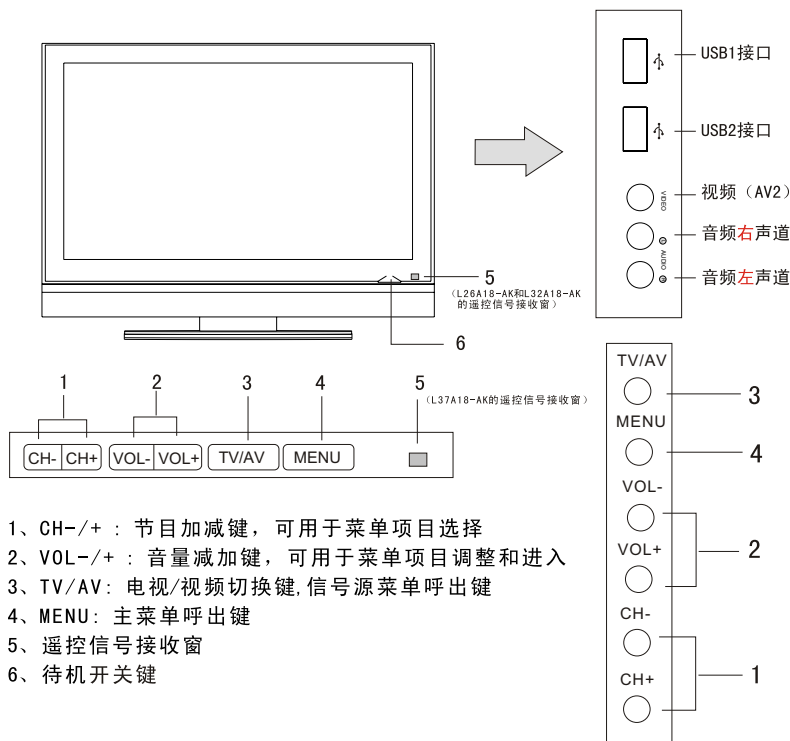 USB1接口
USB2接口
视频（AV2）
VIDEO
音频右声道
AUDIO
音频左声道
5
（L26A18-AK和L32A18-AK
的遥控信号接收窗）
6
1
2
3
4
5
（L37A18-AK的遥控信号接收窗）
CH- CH+ VOL- VOL+ TV/AV MENU
TV/AV
3
MENU
4
VOL-
VOL+
2
CH-
CH+
1
1、CH-/+ : 节目加减键，可用于菜单项目选择
2、VOL-/+ : 音量减加键，可用于菜单项目调整和进入
3、TV/AV: 电视/视频切换键,信号源菜单呼出键
4、MENU: 主菜单呼出键
5、遥控信号接收窗
6、待机开关键